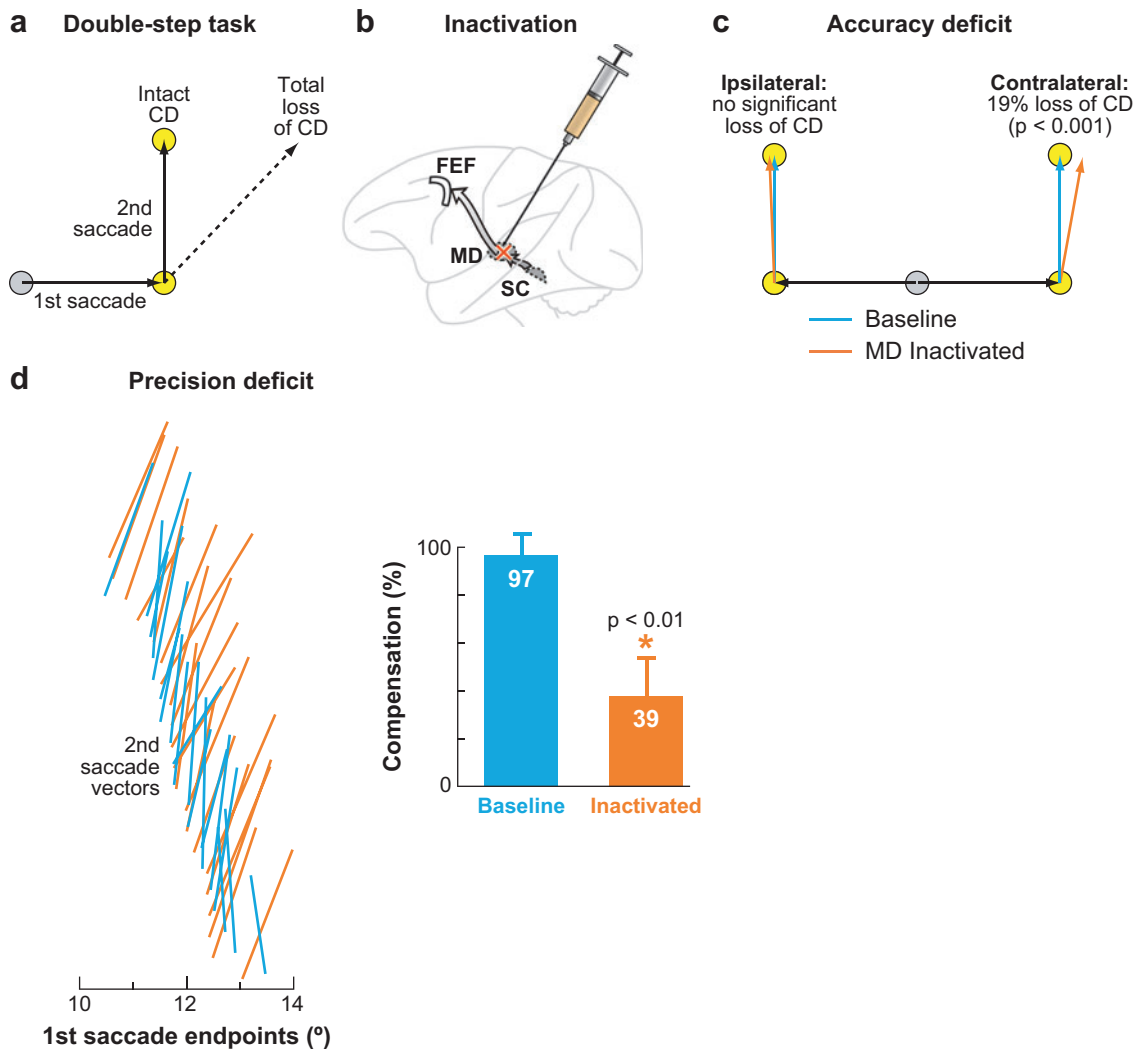 a Double-step task
Intact
CD
Total
loss
of CD
2nd
saccade
1st saccade
b Inactivation
FEF
MD
SC
c Accuracy deficit
Ipsilateral:
no significant
loss of CD
Contralateral:
19% loss of CD
(p < 0.001)
Baseline
MD Inactivated
d Precision deficit
2nd
saccade
vectors
10 12 14
1st saccade endpoints (º)
Compensation (%)
100
0
97
p < 0.01
*
39
Baseline Inactivated